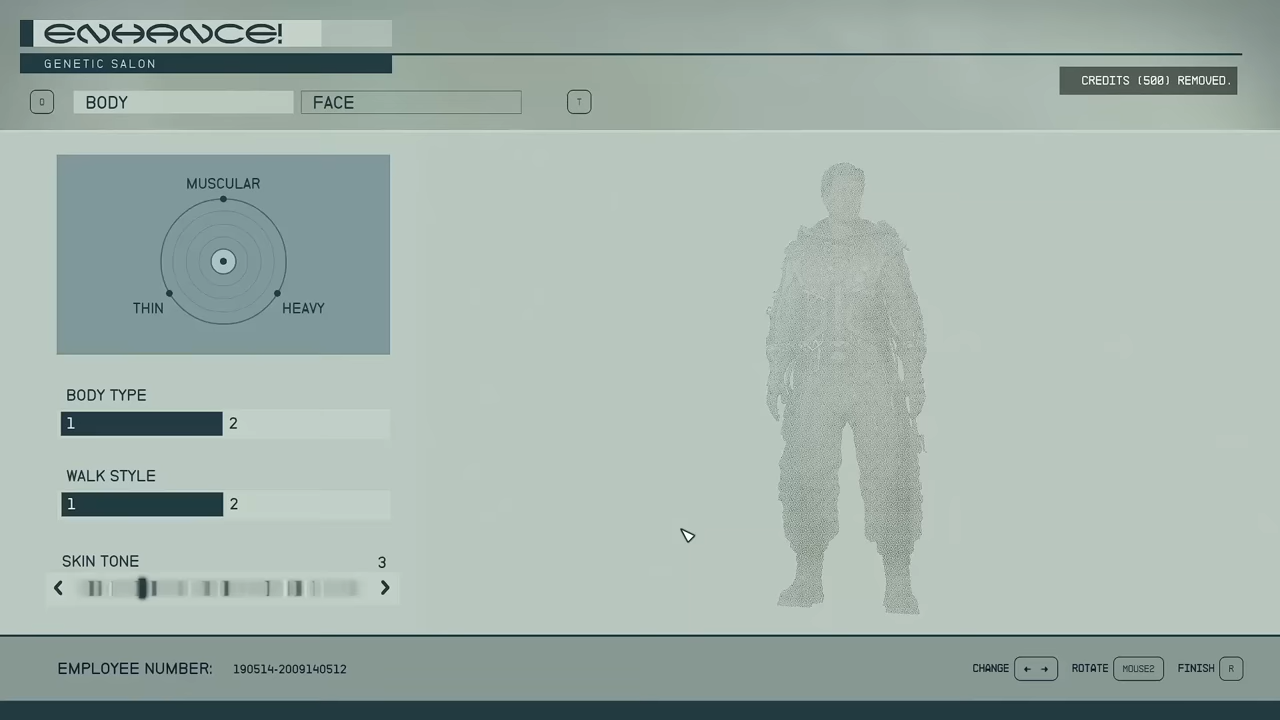 ENHANCE!
GENETIC SALON
CREDITS (500) REMOVED.
Q BODY FACE T
MUSCULAR
THIN HEAVY
BODY TYPE
1 2
WALK STYLE
1 2
SKIN TONE 3
EMPLOYEE NUMBER: 190514-2009140512
CHANGE ← → ROTATE MOUSE2 FINISH R